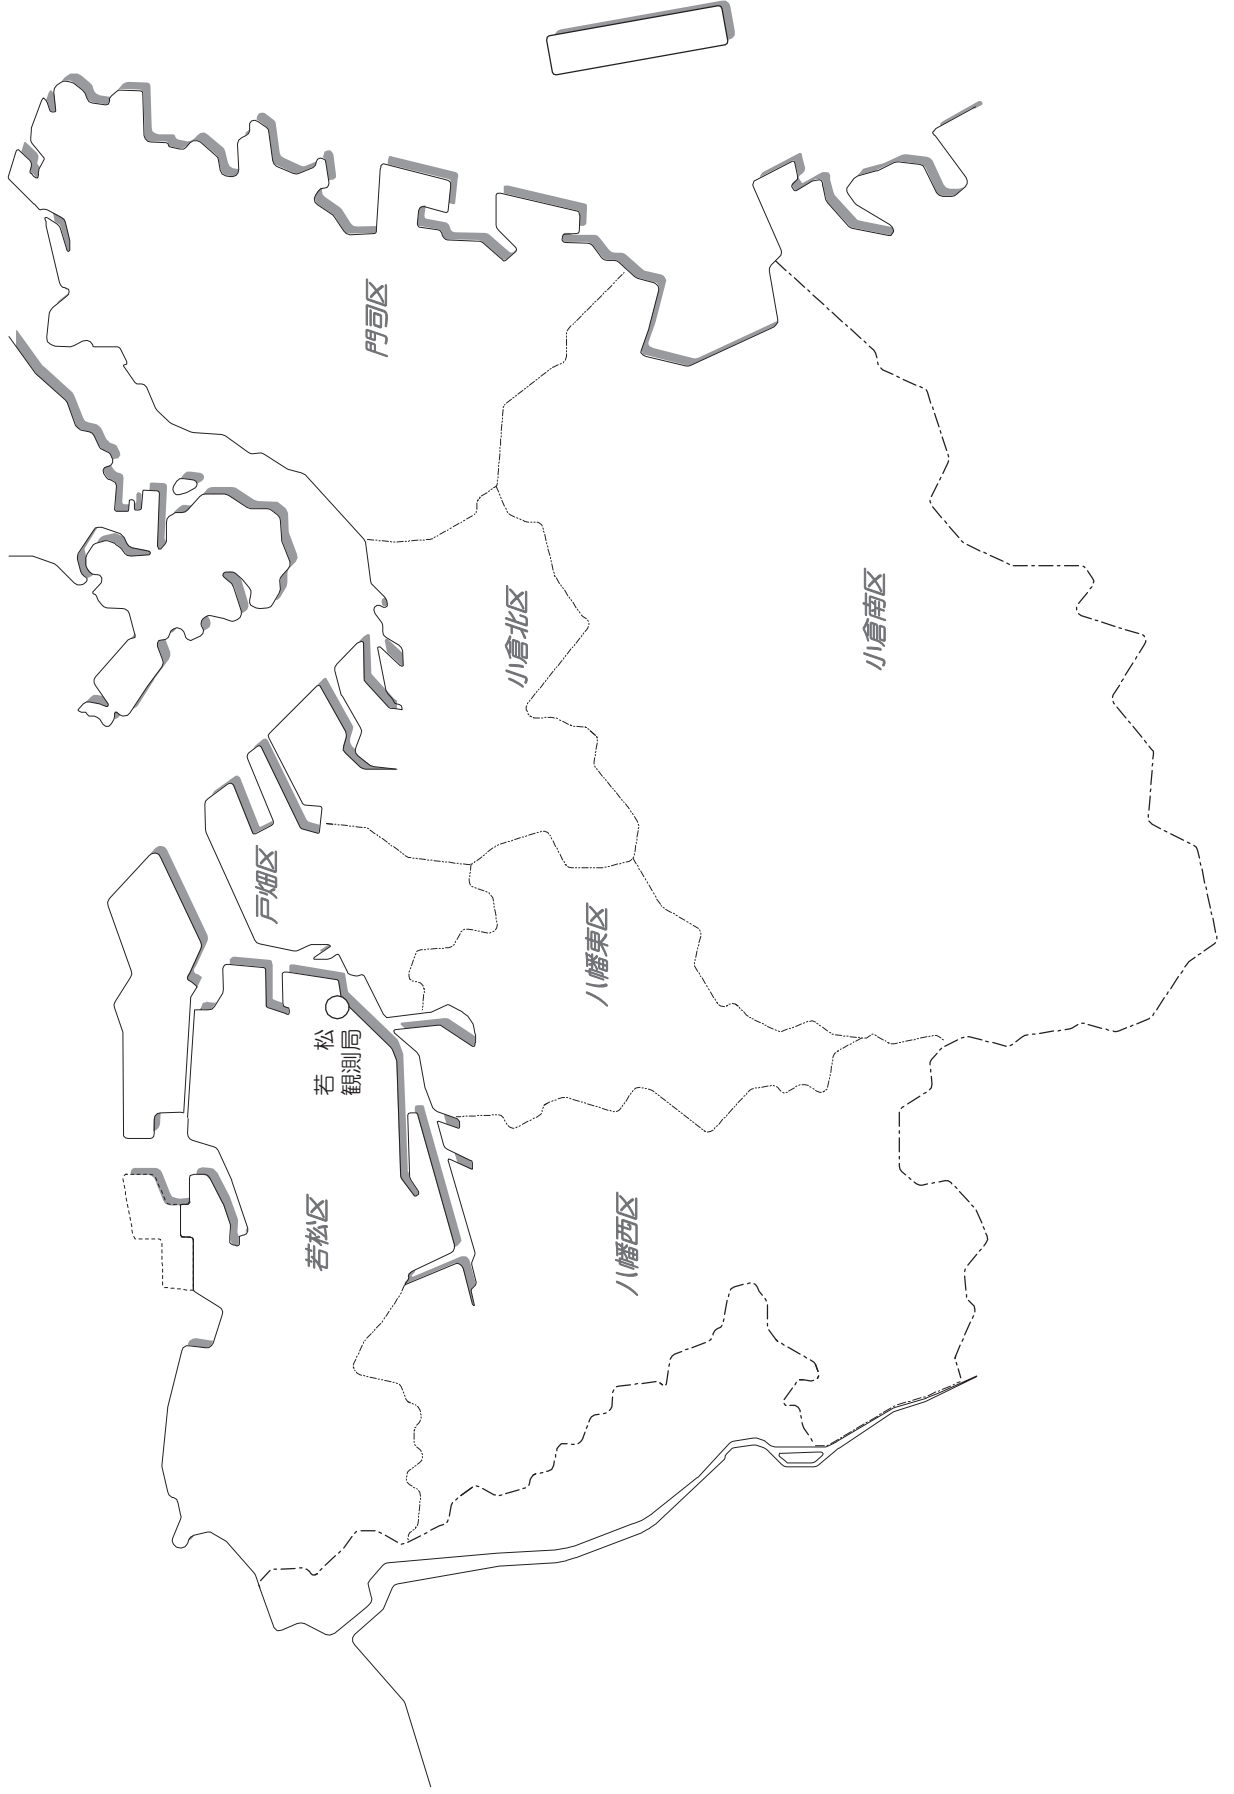 門司区
小倉北区
小倉南区
戸畑区
八幡東区
若松
観測局
若松区
八幡西区